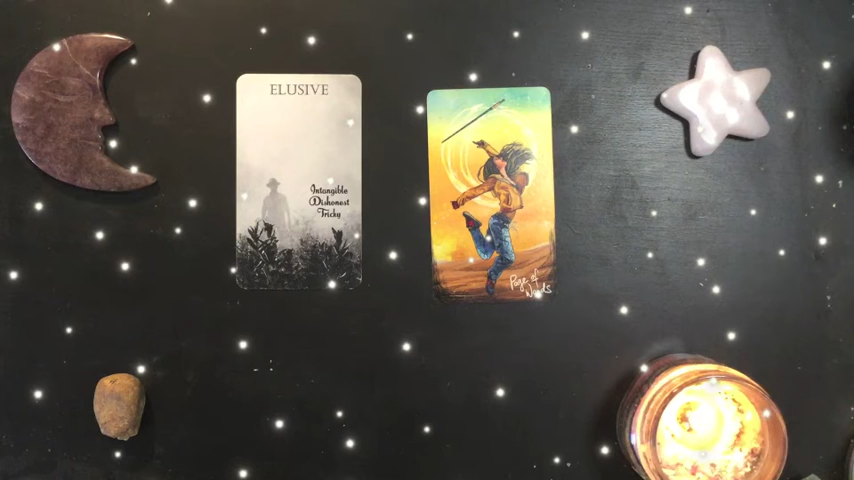 ELUSIVE
Intangible
Dishonest
Tricky
Page of
Wands